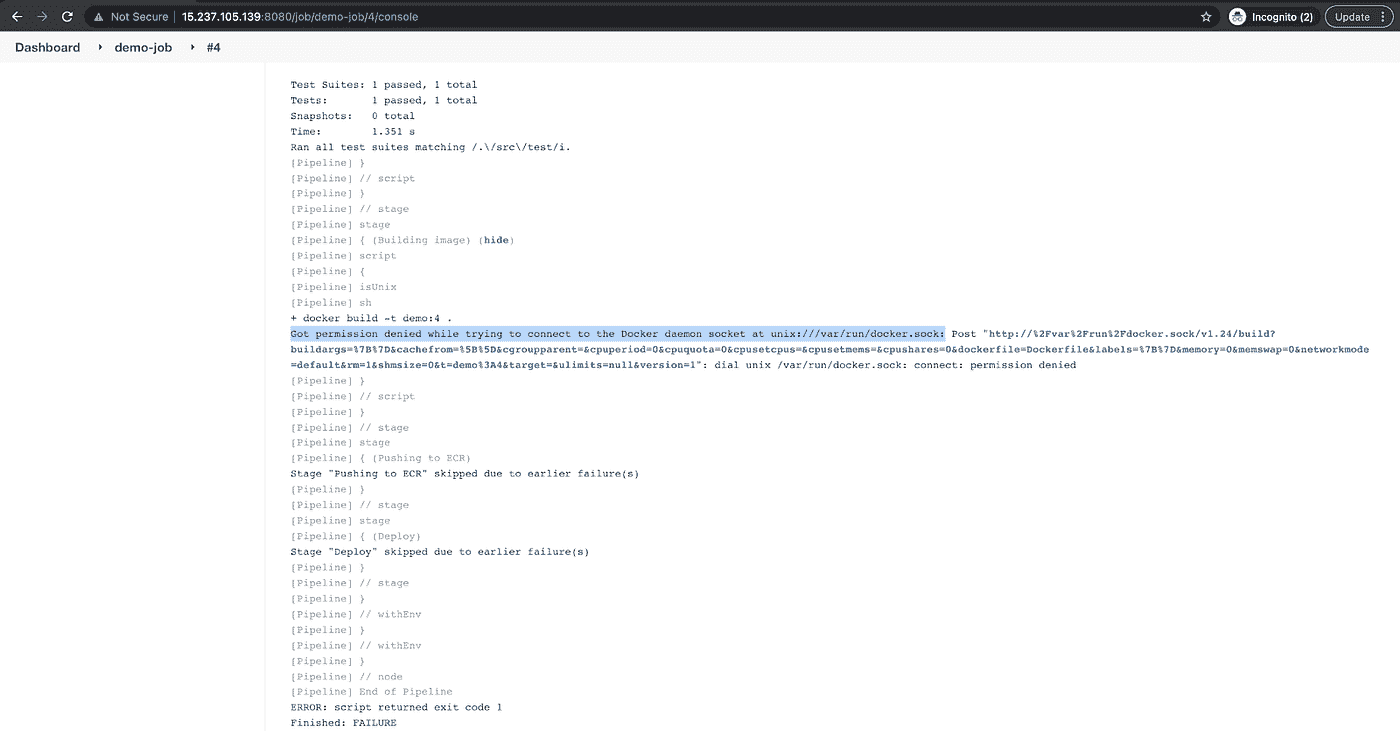 Not Secure 15.237.105.139:8080/job/demo-job/4/console Incognito (2) Update
Dashboard demo-job #4
Test Suites: 1 passed, 1 total
Tests: 1 passed, 1 total
Snapshots: 0 total
Time: 1.351 s
Ran all test suites matching /.\/src\/test/i.
[Pipeline] }
[Pipeline] // script
[Pipeline] }
[Pipeline] // stage
[Pipeline] stage
[Pipeline] { (Building image) (hide)
[Pipeline] script
[Pipeline] {
[Pipeline] isUnix
[Pipeline] sh
+ docker build -t demo:4 .
Got permission denied while trying to connect to the Docker daemon socket at unix:///var/run/docker.sock: Post "http://%2Fvar%2Frun%2Fdocker.sock/v1.24/build?
buildargs=%7B%7D&cachefrom=%5B%5D&cgroupparent=&cpuperiod=0&cpuquota=0&cpusetcpus=&cpusetmems=&cpushares=0&dockerfile=Dockerfile&labels=%7B%7D&memory=0&memswap=0&networkmode
=default&rm=1&shmsize=0&t=demo%3A4&target=&ulimits=null&version=1": dial unix /var/run/docker.sock: connect: permission denied
[Pipeline] }
[Pipeline] // script
[Pipeline] }
[Pipeline] // stage
[Pipeline] stage
[Pipeline] { (Pushing to ECR)
Stage "Pushing to ECR" skipped due to earlier failure(s)
[Pipeline] }
[Pipeline] // stage
[Pipeline] stage
[Pipeline] { (Deploy)
Stage "Deploy" skipped due to earlier failure(s)
[Pipeline] }
[Pipeline] // stage
[Pipeline] }
[Pipeline] // withEnv
[Pipeline] }
[Pipeline] // withEnv
[Pipeline] }
[Pipeline] // node
[Pipeline] End of Pipeline
ERROR: script returned exit code 1
Finished: FAILURE